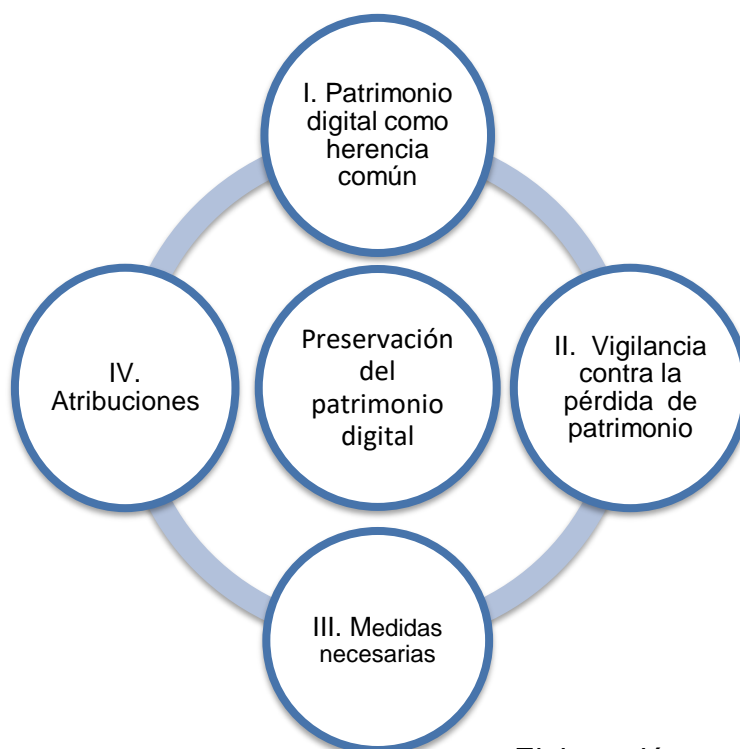 I. Patrimonio
digital como
herencia
común
IV.
Atribuciones
Preservación
del
patrimonio
digital
II. Vigilancia
contra la
pérdida de
patrimonio
III. Medidas
necesarias